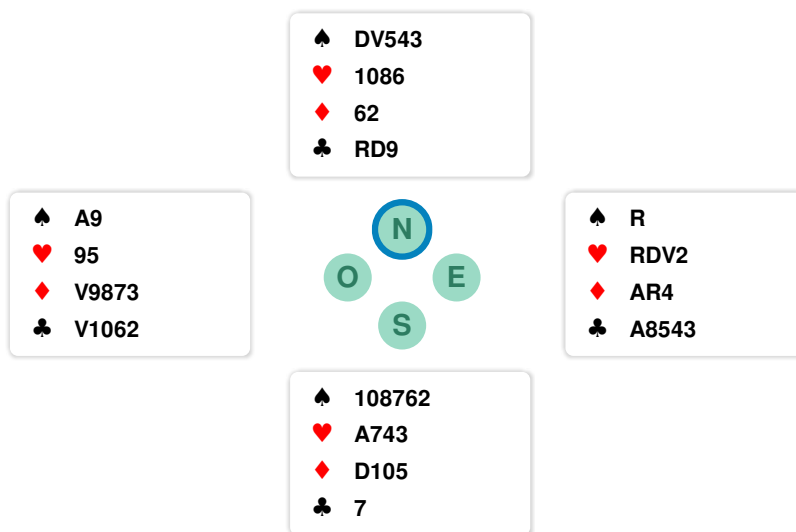 ♠ DV543
♥ 1086
♦ 62
♣ RD9
♠ A9
♥ 95
♦ V9873
♣ V1062
N
O
E
S
♠ R
♥ RDV2
♦ AR4
♣ A8543
♠ 108762
♥ A743
♦ D105
♣ 7